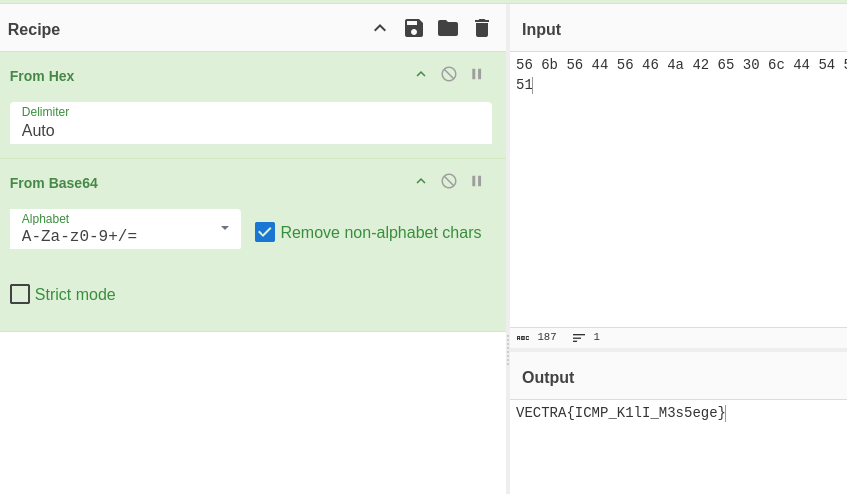 Recipe
From Hex
Delimiter
Auto
From Base64
Alphabet
A-Za-z0-9+/=
Remove non-alphabet chars
Strict mode
Input
56 6b 56 44 56 46 4a 42 65 30 6c 44 54
51
ABC 187 1
Output
VECTRA{ICMP_K1lI_M3s5ege}